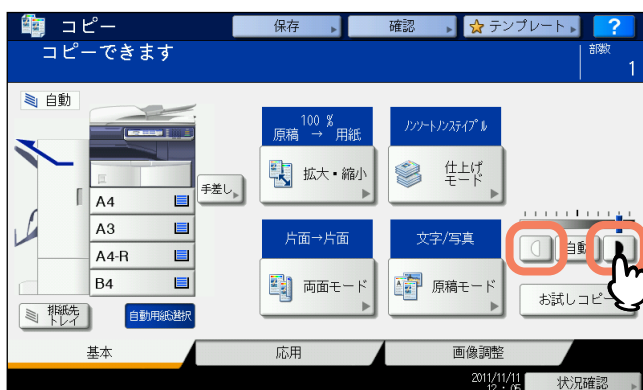 コピー
保存
確認
テンプレート
?
コピーできます
部数
1
自動
100 %
原稿 → 用紙
ノンソート/ノンステイプル
拡大・縮小
仕上げ
モード
手差し
A4
A3
A4-R
B4
片面→片面
文字/写真
自動
両面モード
原稿モード
お試しコピー
排紙先
トレイ
自動用紙選択
基本
応用
画像調整
2011/11/11
12 : 05
状況確認